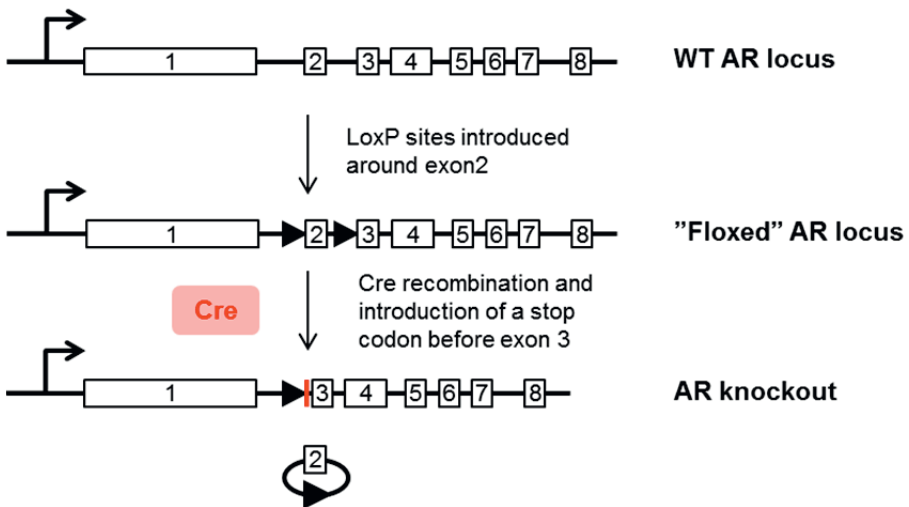 1 2 3 4 5 6 7 8 WT AR locus
LoxP sites introduced
around exon2
1 2 3 4 5 6 7 8 ”Floxed” AR locus
Cre
Cre recombination and
introduction of a stop
codon before exon 3
1 3 4 5 6 7 8 AR knockout
2